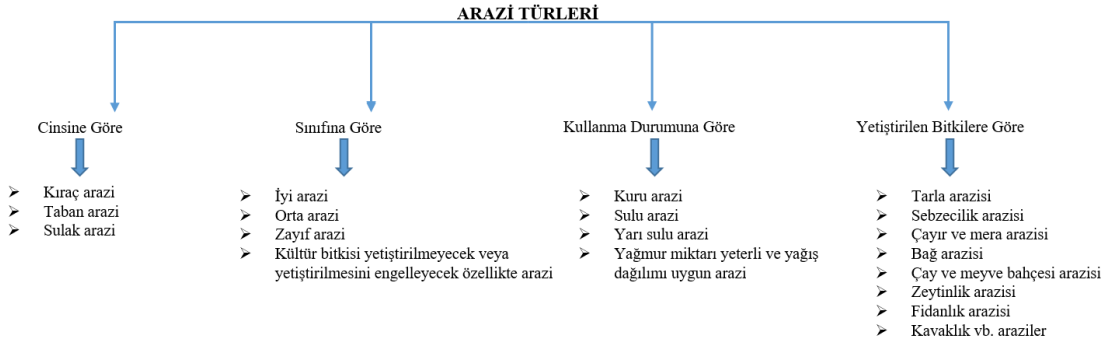 ARAZİ TÜRLERİ
Cinsine Göre
Kıraç arazi
Taban arazi
Sulak arazi
Sınıfına Göre
İyi arazi
Orta arazi
Zayıf arazi
Kültür bitkisi yetiştirilmeyecek veya
yetiştirilmesini engelleyecek özellikte arazi
Kullanma Durumuna Göre
Kuru arazi
Sulu arazi
Yarı sulu arazi
Yağmur miktarı yeterli ve yağış
dağılımı uygun arazi
Yetiştirilen Bitkilere Göre
Tarla arazisi
Sebzecilik arazisi
Çayır ve mera arazisi
Bağ arazisi
Çay ve meyve bahçesi arazisi
Zeytinlik arazisi
Fidanlık arazisi
Kavaklık vb. araziler